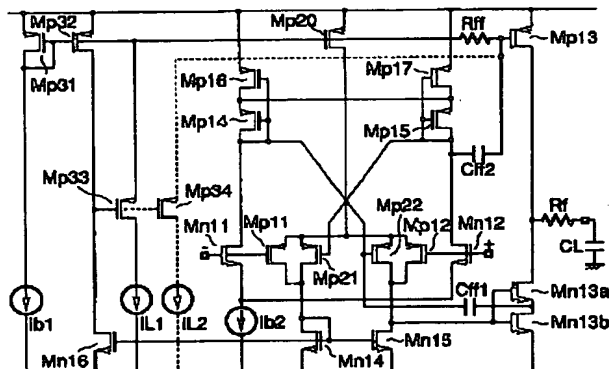 Mp32
Mp20
Rff
Mp13
Mp31
Mp16
Mp17
Mp14
Mp15
Cff2
Mp33
Mp34
Mp22
Rf
Mn11
Mp11
Mp12
Mn12
-
+
Mp21
CL
Cff1
Mn13a
Ib1
IL1
IL2
Ib2
Mn13b
Mn16
Mn14
Mn15